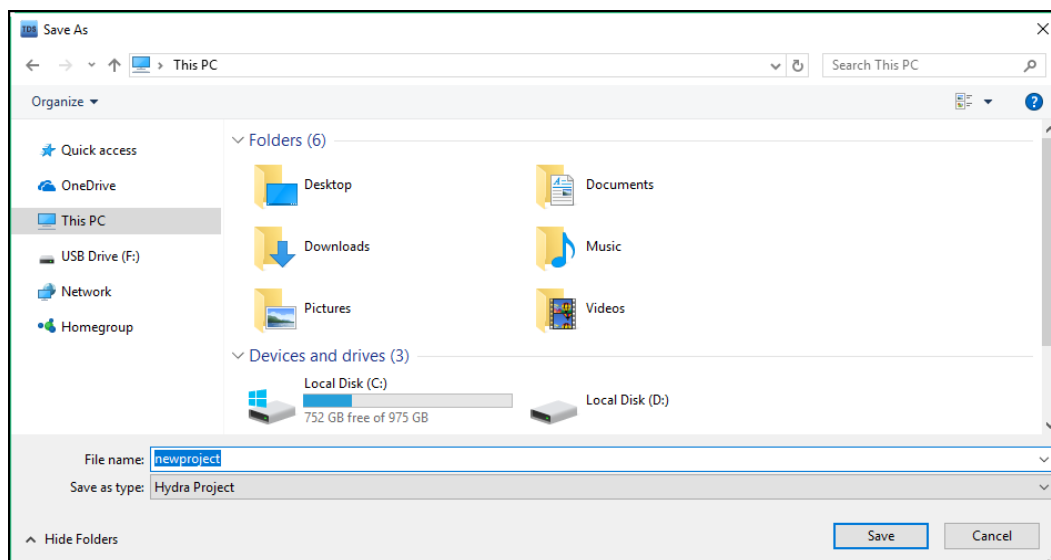 TDS Save As
This PC
Search This PC
Organize
Quick access
OneDrive
This PC
USB Drive (F:)
Network
Homegroup
Folders (6)
Desktop
Documents
Downloads
Music
Pictures
Videos
Devices and drives (3)
Local Disk (C:)
752 GB free of 975 GB
Local Disk (D:)
File name: newproject
Save as type: Hydra Project
Hide Folders
Save
Cancel